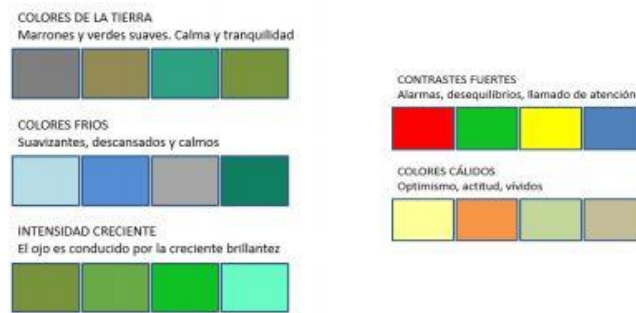 COLORES DE LA TIERRA
Marrones y verdes suaves. Calma y tranquilidad
COLORES FRIOS
Suavizantes, descansados y calmos
INTENSIDAD CRECIENTE
El ojo es conducido por la creciente brillantez
CONTRASTES FUERTES
Alarmas, desequilibrios, llamado de atención
COLORES CÁLIDOS
Optimismo, actitud, vívidos